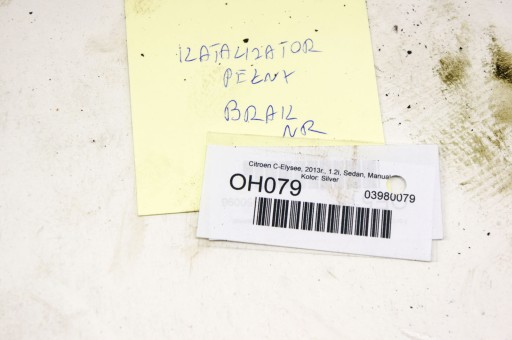 KATALIZATOR
PEŁNY
BRAK
NR
Citroen C-Elysee, 2013r., 1.2i, Sedan, Manual
Kolor: Silver
OH079
03980079